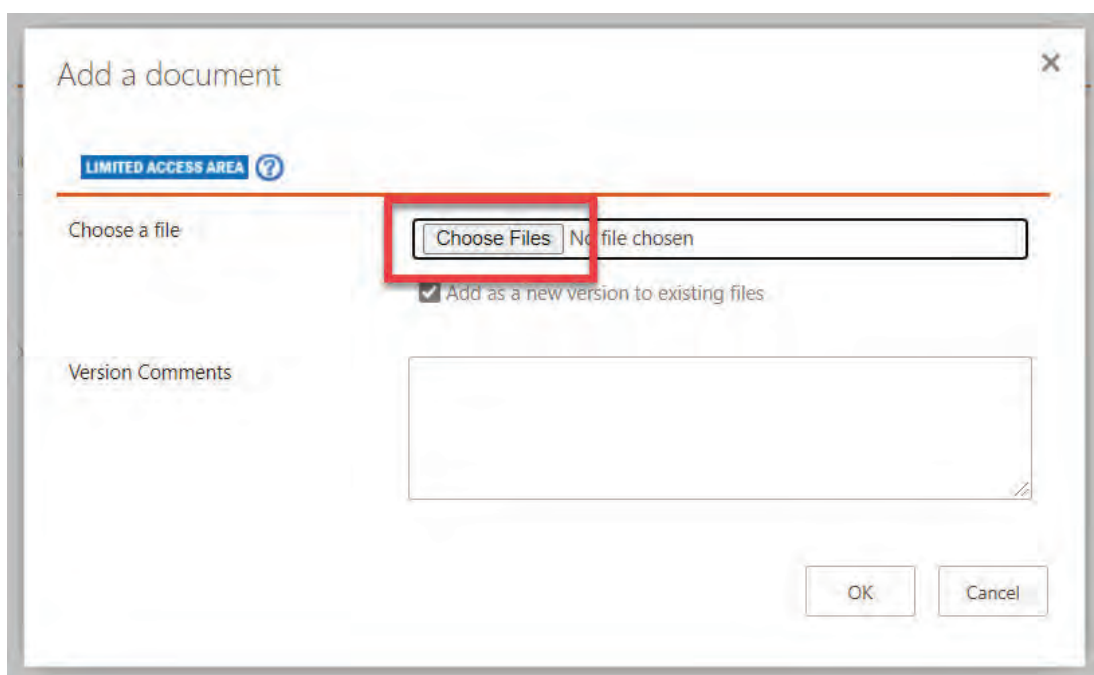 Add a document
LIMITED ACCESS AREA ?
Choose a file
Choose Files No file chosen
Add as a new version to existing files
Version Comments
OK Cancel